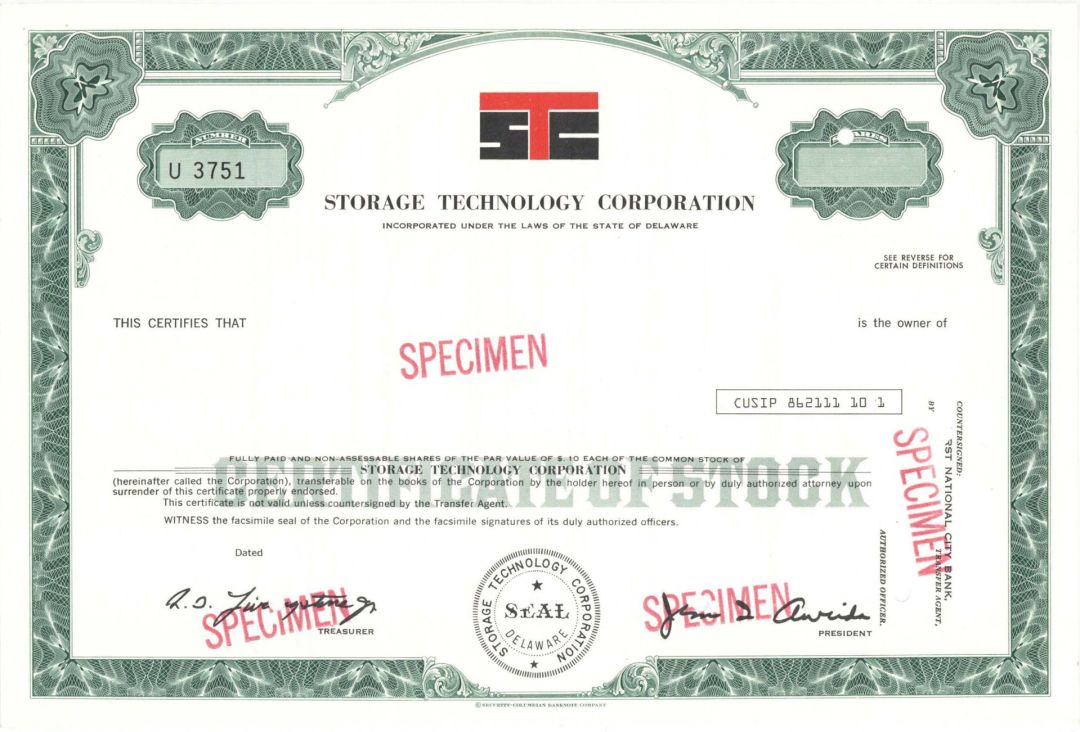 NUMBER
U 3751
SHARES
STC
STORAGE TECHNOLOGY CORPORATION
INCORPORATED UNDER THE LAWS OF THE STATE OF DELAWARE
SEE REVERSE FOR
CERTAIN DEFINITIONS
THIS CERTIFIES THAT
is the owner of
SPECIMEN
CUSIP 862111 10 1
FULLY PAID AND NON-ASSESSABLE SHARES OF THE PAR VALUE OF $.10 EACH OF THE COMMON STOCK OF
CERTIFICATE OF STOCK
STORAGE TECHNOLOGY CORPORATION
(hereinafter called the Corporation), transferable on the books of the Corporation by the holder hereof in person or by duly authorized attorney upon
surrender of this certificate properly endorsed.
This certificate is not valid unless countersigned by the Transfer Agent.
WITNESS the facsimile seal of the Corporation and the facsimile signatures of its duly authorized officers.
Dated
SPECIMEN
TREASURER
STORAGE TECHNOLOGY CORPORATION
SEAL
DELAWARE
SPECIMEN
PRESIDENT
COUNTERSIGNED:
RST NATIONAL CITY BANK,
TRANSFER AGENT,
BY
SPECIMEN
AUTHORIZED OFFICER.
© SECURITY-COLUMBIAN BANKNOTE COMPANY